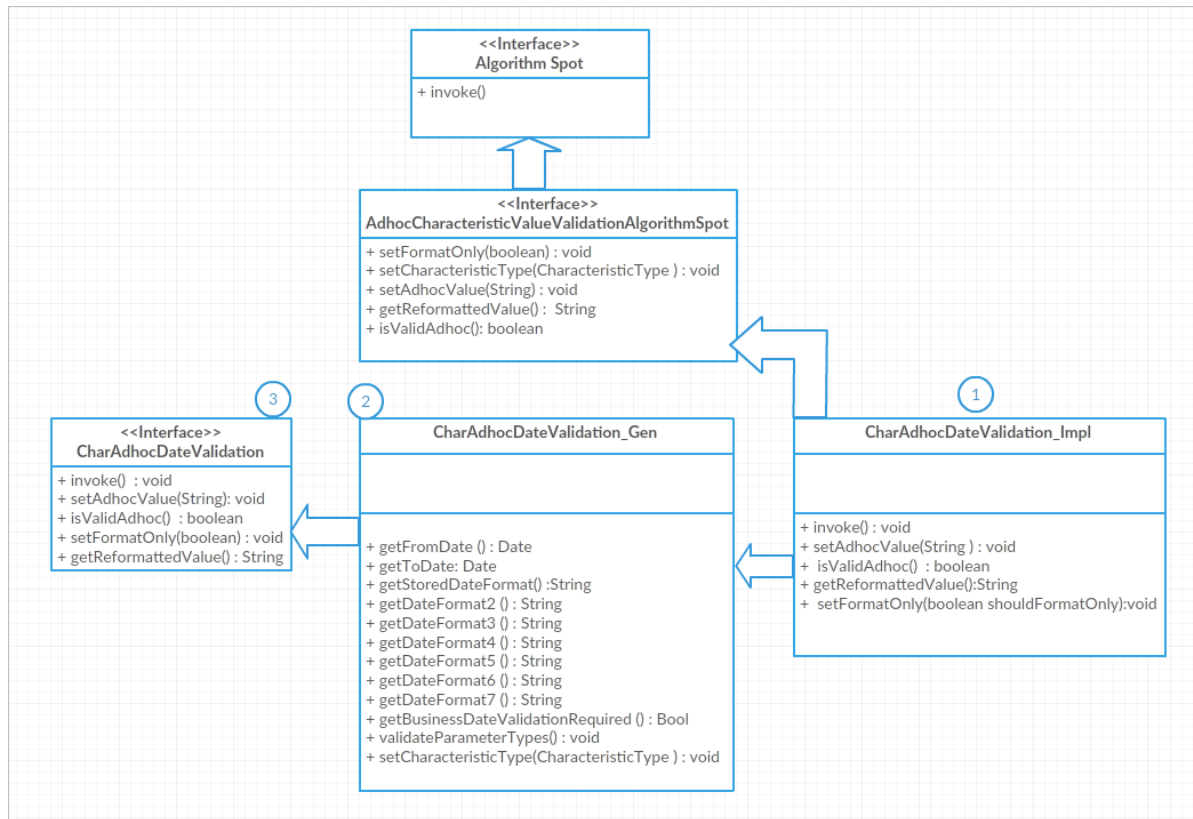 <<Interface>>
Algorithm Spot
+ invoke()
<<Interface>>
AdhocCharacteristicValueValidationAlgorithmSpot
+ setFormatOnly(boolean) : void
+ setCharacteristicType(CharacteristicType ) : void
+ setAdhocValue(String) : void
+ getReformattedValue() :  String
+ isValidAdhoc(): boolean
3
<<Interface>>
CharAdhocDateValidation
+ invoke()  : void
+ setAdhocValue(String): void
+ isValidAdhoc()  : boolean
+ setFormatOnly(boolean) : void
+ getReformattedValue() : String
2
CharAdhocDateValidation_Gen
+ getFromDate () : Date
+ getToDate: Date
+ getStoredDateFormat() :String
+ getDateFormat2 () : String
+ getDateFormat3 () : String
+ getDateFormat4 () : String
+ getDateFormat5 () : String
+ getDateFormat6 () : String
+ getDateFormat7 () : String
+ getBusinessDateValidationRequired () : Bool
+ validateParameterTypes() : void
+ setCharacteristicType(CharacteristicType ) : void
1
CharAdhocDateValidation_Impl
+ invoke() : void
+ setAdhocValue(String ) : void
+  isValidAdhoc()  : boolean
+ getReformattedValue():String
+  setFormatOnly(boolean shouldFormatOnly):void